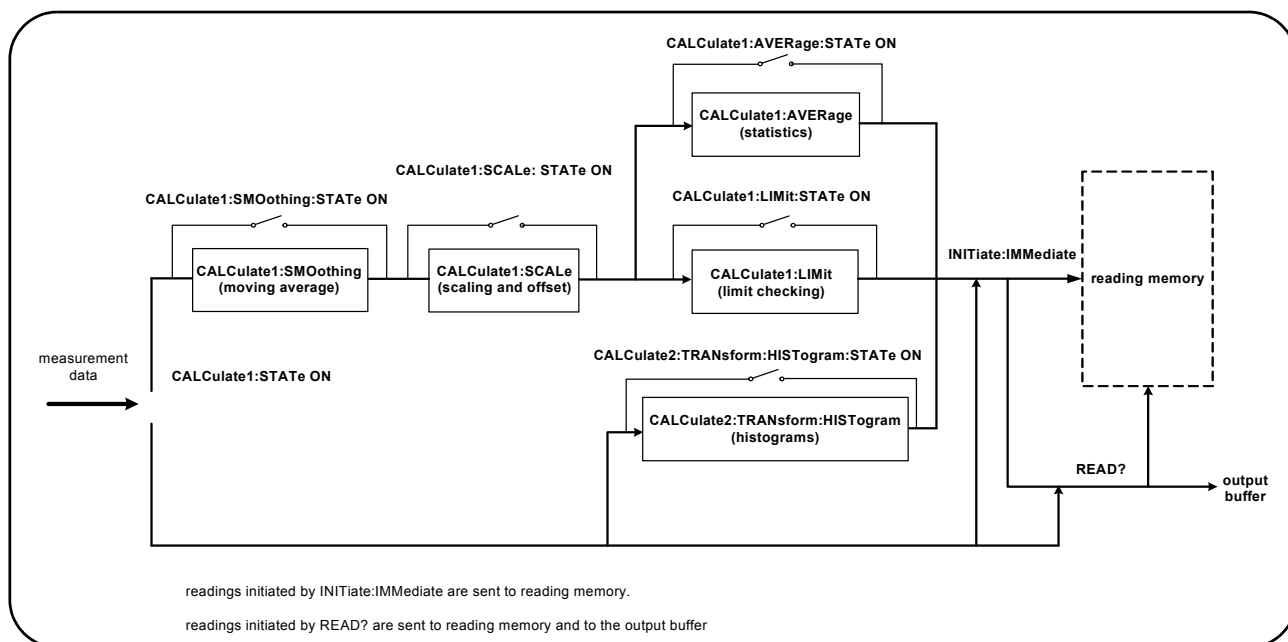 CALCulate1:AVERage:STATe ON
CALCulate1:AVERage
(statistics)
CALCulate1:SCALe: STATe ON
CALCulate1:SMOothing:STATe ON
CALCulate1:LIMit:STATe ON
INITiate:IMMediate
CALCulate1:SMOothing
(moving average)
CALCulate1:SCALe
(scaling and offset)
CALCulate1:LIMit
(limit checking)
reading memory
measurement
data
CALCulate1:STATe ON
CALCulate2:TRANsform:HISTogram:STATe ON
CALCulate2:TRANsform:HISTogram
(histograms)
READ?
output
buffer
readings initiated by INITiate:IMMediate are sent to reading memory.
readings initiated by READ? are sent to reading memory and to the output buffer